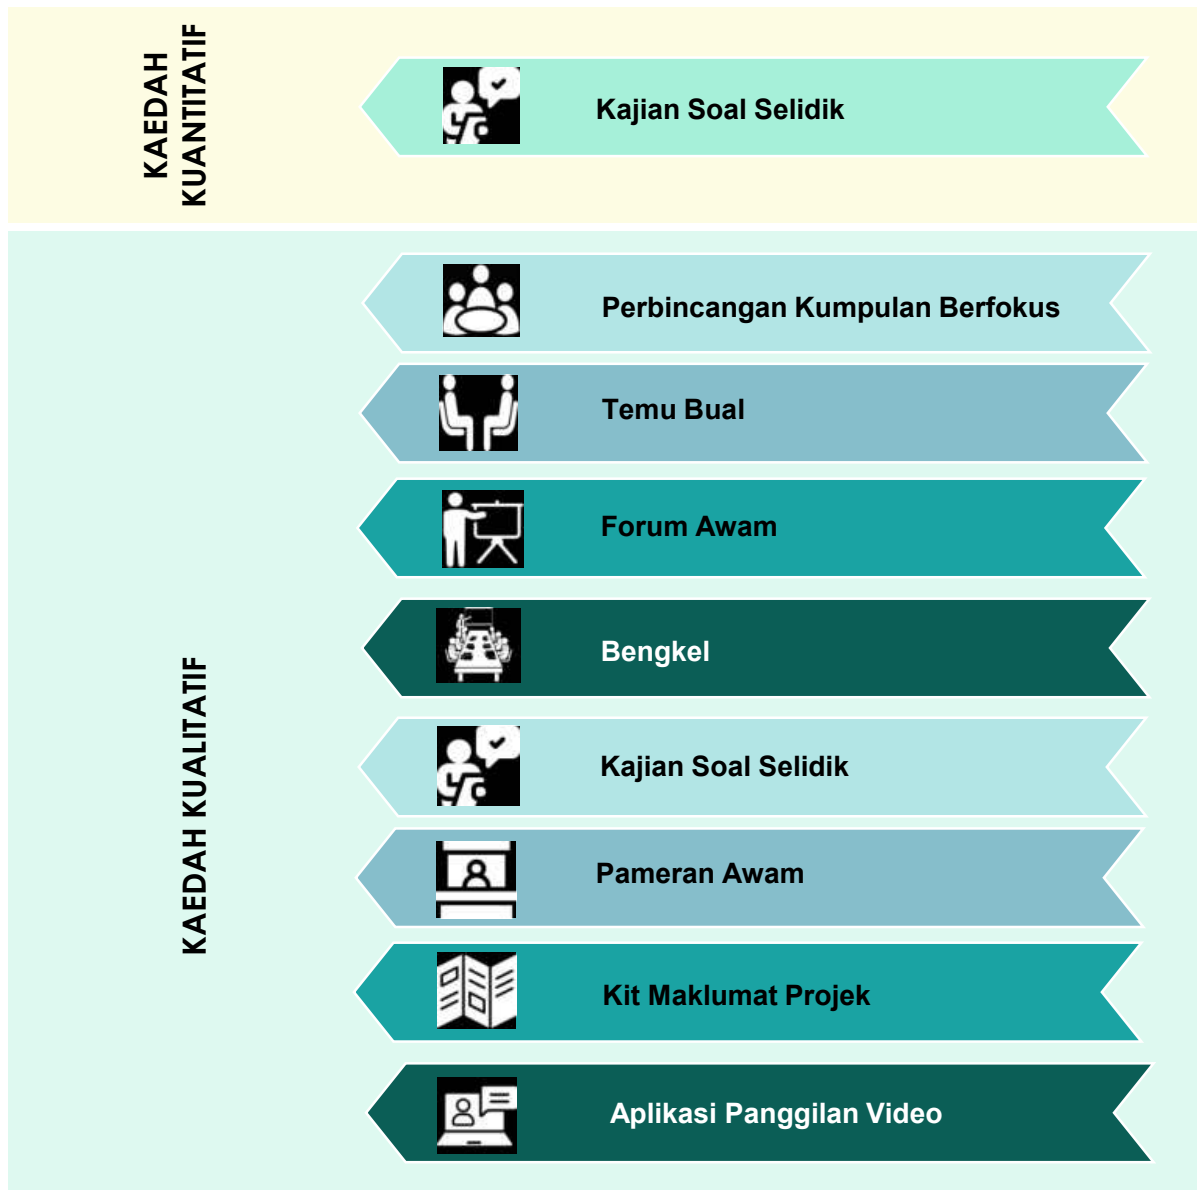 KAEDAH
KUANTITATIF
Kajian Soal Selidik
KAEDAH KUALITATIF
Perbincangan Kumpulan Berfokus
Temu Bual
Forum Awam
Bengkel
Kajian Soal Selidik
Pameran Awam
Kit Maklumat Projek
Aplikasi Panggilan Video